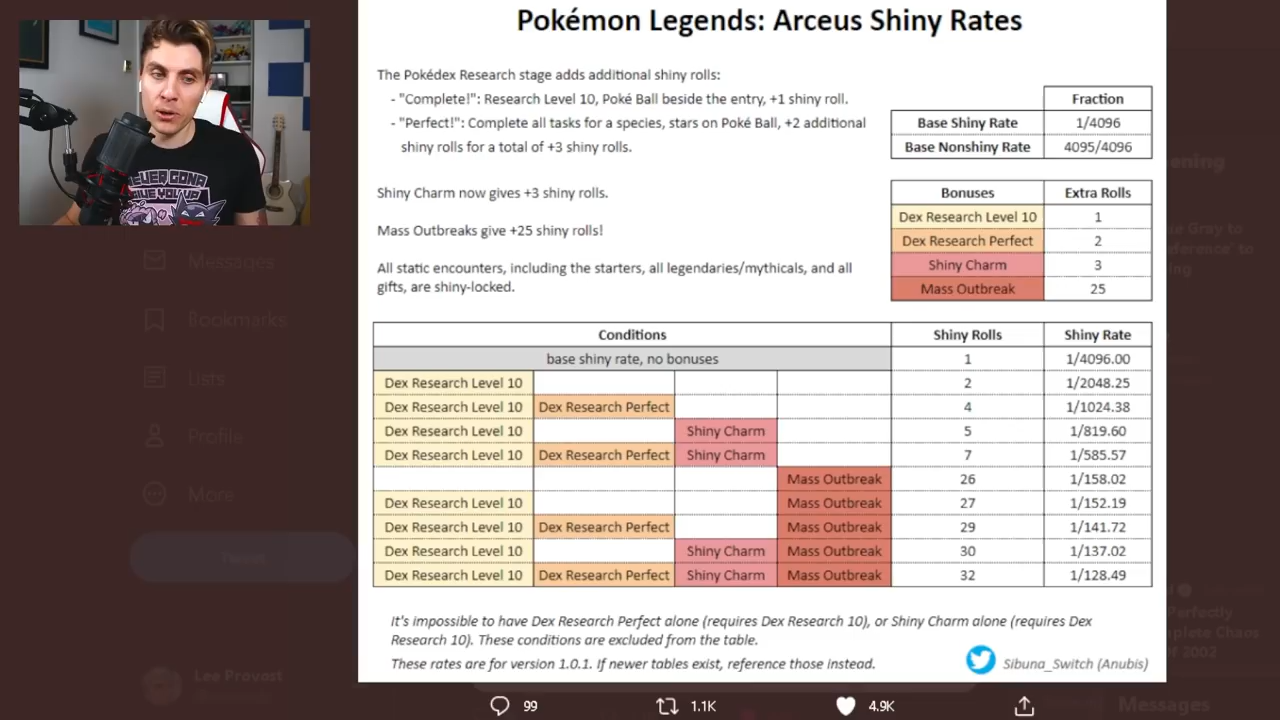 Pokémon Legends: Arceus Shiny Rates
The Pokédex Research stage adds additional shiny rolls:
- "Complete!": Research Level 10, Poké Ball beside the entry, +1 shiny roll.
- "Perfect!": Complete all tasks for a species, stars on Poké Ball, +2 additional
shiny rolls for a total of +3 shiny rolls.
Shiny Charm now gives +3 shiny rolls.
Mass Outbreaks give +25 shiny rolls!
All static encounters, including the starters, all legendaries/mythicals, and all
gifts, are shiny-locked.
Fraction
Base Shiny Rate 1/4096
Base Nonshiny Rate 4095/4096
Bonuses Extra Rolls
Dex Research Level 10 1
Dex Research Perfect 2
Shiny Charm 3
Mass Outbreak 25
Conditions Shiny Rolls Shiny Rate
base shiny rate, no bonuses 1 1/4096.00
Dex Research Level 10 2 1/2048.25
Dex Research Level 10 Dex Research Perfect 4 1/1024.38
Dex Research Level 10 Shiny Charm 5 1/819.60
Dex Research Level 10 Dex Research Perfect Shiny Charm 7 1/585.57
Mass Outbreak 26 1/158.02
Dex Research Level 10 Mass Outbreak 27 1/152.19
Dex Research Level 10 Dex Research Perfect Mass Outbreak 29 1/141.72
Dex Research Level 10 Shiny Charm Mass Outbreak 30 1/137.02
Dex Research Level 10 Dex Research Perfect Shiny Charm Mass Outbreak 32 1/128.49
It's impossible to have Dex Research Perfect alone (requires Dex Research 10), or Shiny Charm alone (requires Dex
Research 10). These conditions are excluded from the table.
These rates are for version 1.0.1. If newer tables exist, reference those instead.
Sibuna_Switch (Anubis)
99 1.1K 4.9K
Messages
Bookmarks
Lists
Profile
More
Tweet
Lee Provost
Perfectly
Messages